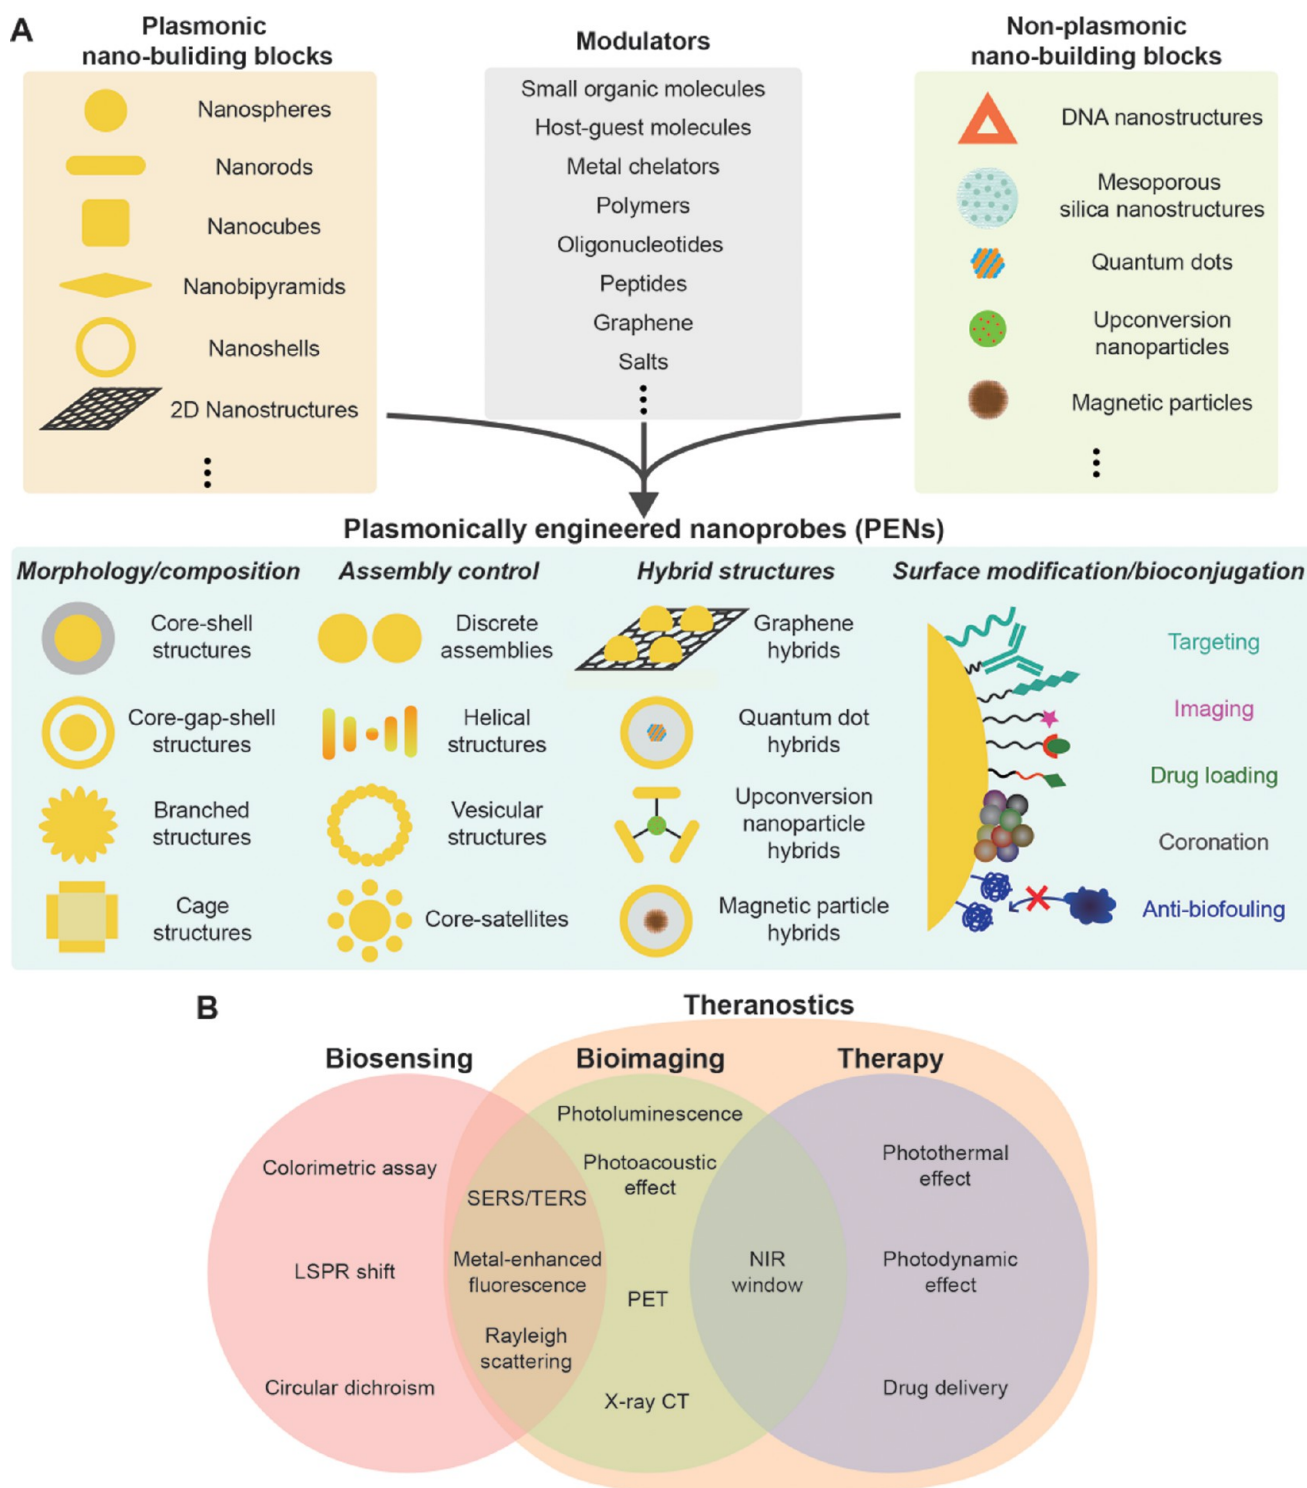 A
Plasmonic
nano-buliding blocks
Nanospheres
Nanorods
Nanocubes
Nanobipyramids
Nanoshells
2D Nanostructures
Modulators
Small organic molecules
Host-guest molecules
Metal chelators
Polymers
Oligonucleotides
Peptides
Graphene
Salts
Non-plasmonic
nano-building blocks
DNA nanostructures
Mesoporous
silica nanostructures
Quantum dots
Upconversion
nanoparticles
Magnetic particles
Plasmonically engineered nanoprobes (PENs)
Morphology/composition
Core-shell
structures
Core-gap-shell
structures
Branched
structures
Cage
structures
Assembly control
Discrete
assemblies
Helical
structures
Vesicular
structures
Core-satellites
Hybrid structures
Graphene
hybrids
Quantum dot
hybrids
Upconversion
nanoparticle
hybrids
Magnetic particle
hybrids
Surface modification/bioconjugation
Targeting
Imaging
Drug loading
Coronation
Anti-biofouling
B
Theranostics
Biosensing
Bioimaging
Therapy
Colorimetric assay
LSPR shift
Circular dichroism
SERS/TERS
Metal-enhanced
fluorescence
Rayleigh
scattering
Photoluminescence
Photoacoustic
effect
PET
X-ray CT
NIR
window
Photothermal
effect
Photodynamic
effect
Drug delivery